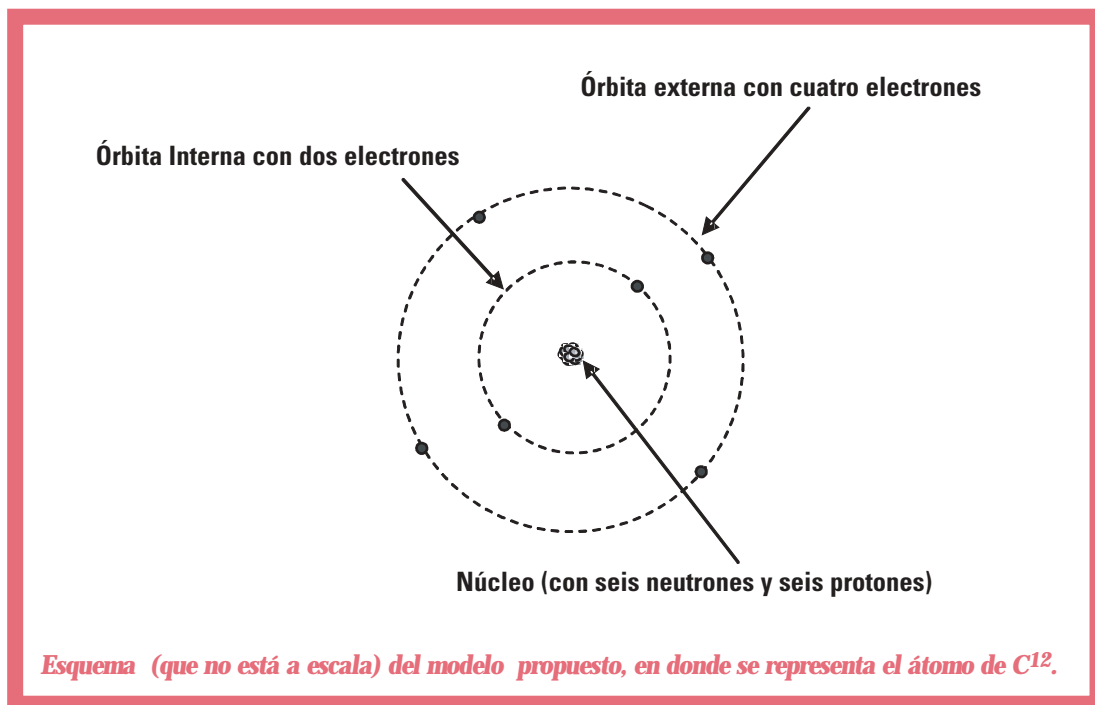 Órbita externa con cuatro electrones
Órbita Interna con dos electrones
Núcleo (con seis neutrones y seis protones)
Esquema (que no está a escala) del modelo propuesto, en donde se representa el átomo de C¹².